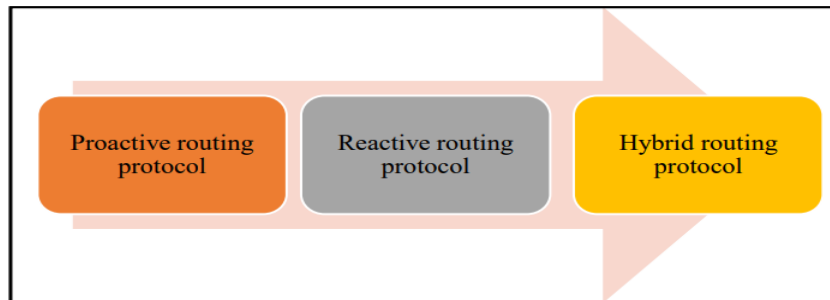 Proactive routing
protocol
Reactive routing
protocol
Hybrid routing
protocol